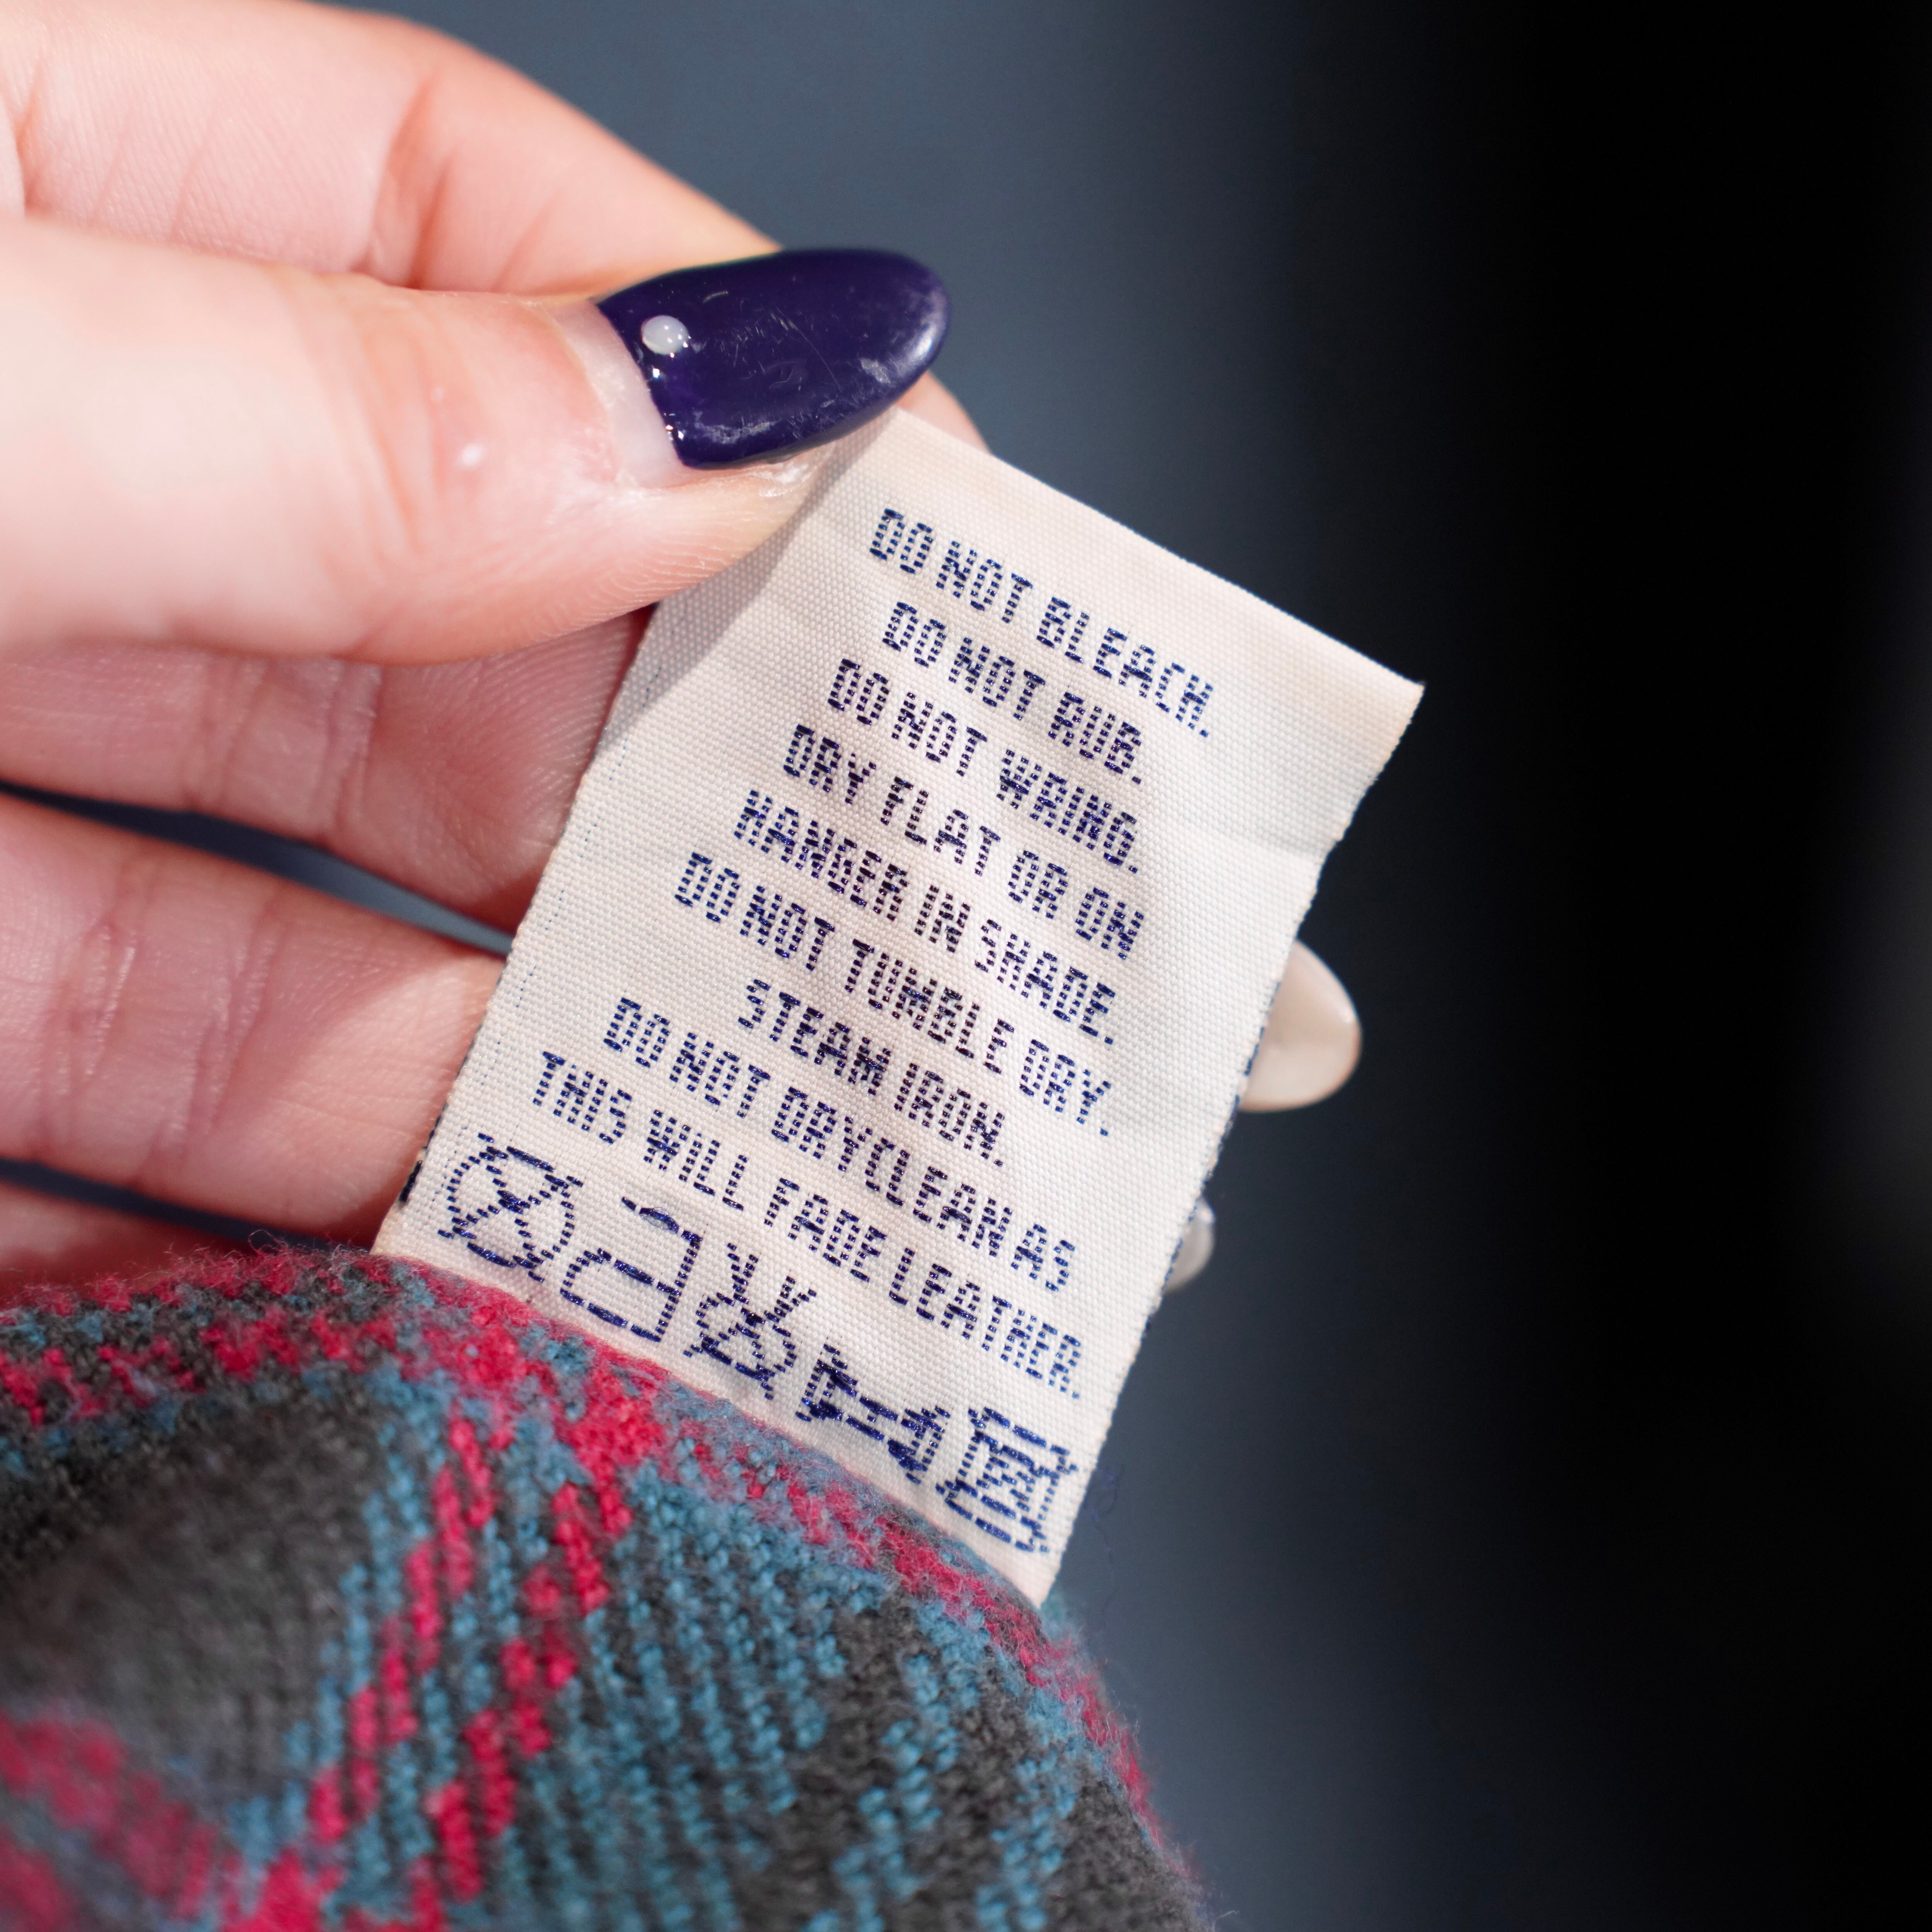 DO NOT BLEACH.
DO NOT RUB.
DO NOT WRING.
DRY FLAT OR ON
HANGER IN SHADE.
DO NOT TUMBLE DRY.
STEAM IRON.
DO NOT DRYCLEAN AS
THIS WILL FADE LEATHER.